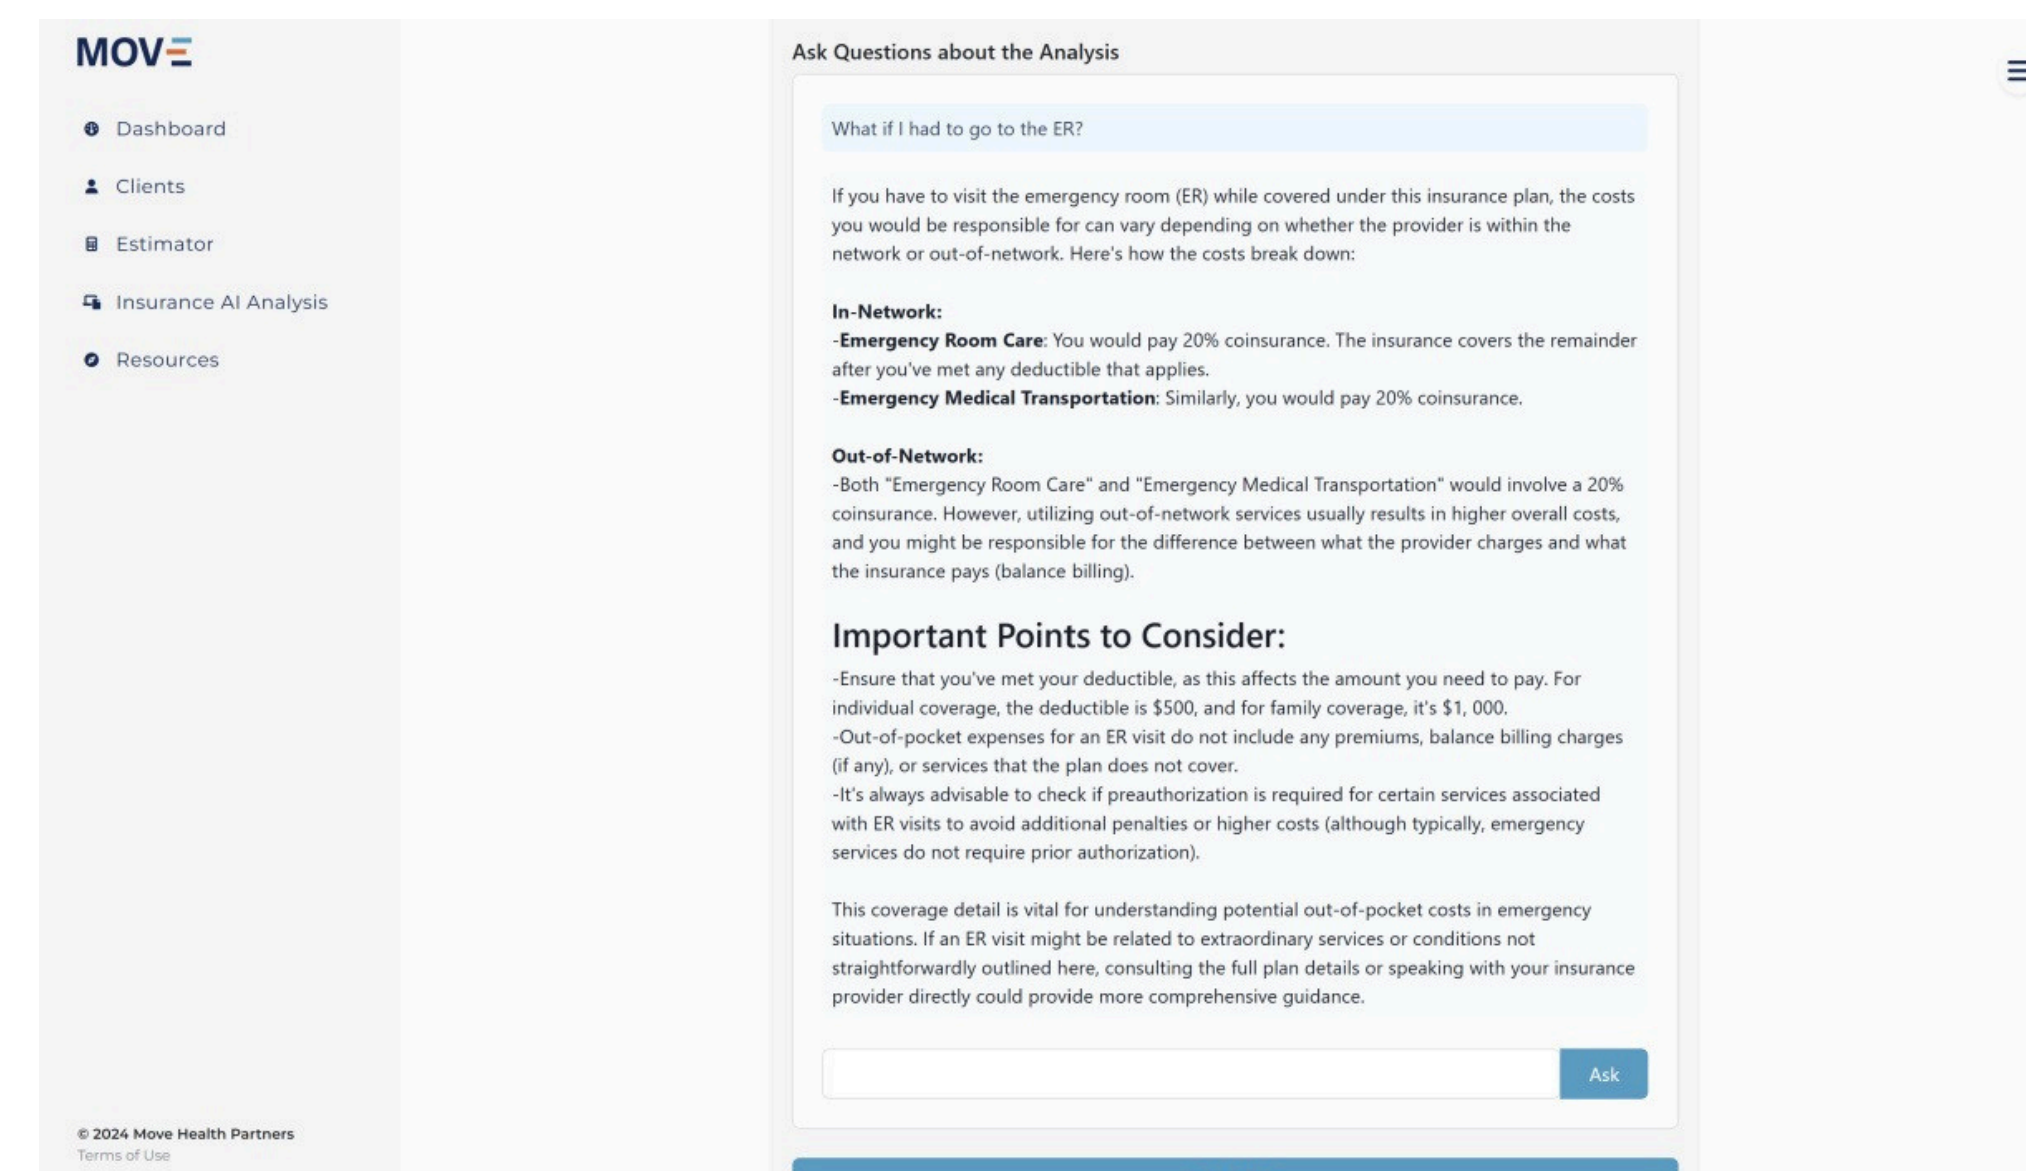 MOVE
Dashboard
Clients
Estimator
Insurance AI Analysis
Resources
© 2024 Move Health Partners
Terms of Use
Ask Questions about the Analysis
What if I had to go to the ER?
If you have to visit the emergency room (ER) while covered under this insurance plan, the costs
you would be responsible for can vary depending on whether the provider is within the
network or out-of-network. Here's how the costs break down:
In-Network:
-Emergency Room Care: You would pay 20% coinsurance. The insurance covers the remainder
after you've met any deductible that applies.
-Emergency Medical Transportation: Similarly, you would pay 20% coinsurance.
Out-of-Network:
-Both "Emergency Room Care" and "Emergency Medical Transportation" would involve a 20%
coinsurance. However, utilizing out-of-network services usually results in higher overall costs,
and you might be responsible for the difference between what the provider charges and what
the insurance pays (balance billing).
Important Points to Consider:
-Ensure that you've met your deductible, as this affects the amount you need to pay. For
individual coverage, the deductible is $500, and for family coverage, it's $1, 000.
-Out-of-pocket expenses for an ER visit do not include any premiums, balance billing charges
(if any), or services that the plan does not cover.
-It's always advisable to check if preauthorization is required for certain services associated
with ER visits to avoid additional penalties or higher costs (although typically, emergency
services do not require prior authorization).
This coverage detail is vital for understanding potential out-of-pocket costs in emergency
situations. If an ER visit might be related to extraordinary services or conditions not
straightforwardly outlined here, consulting the full plan details or speaking with your insurance
provider directly could provide more comprehensive guidance.
Ask